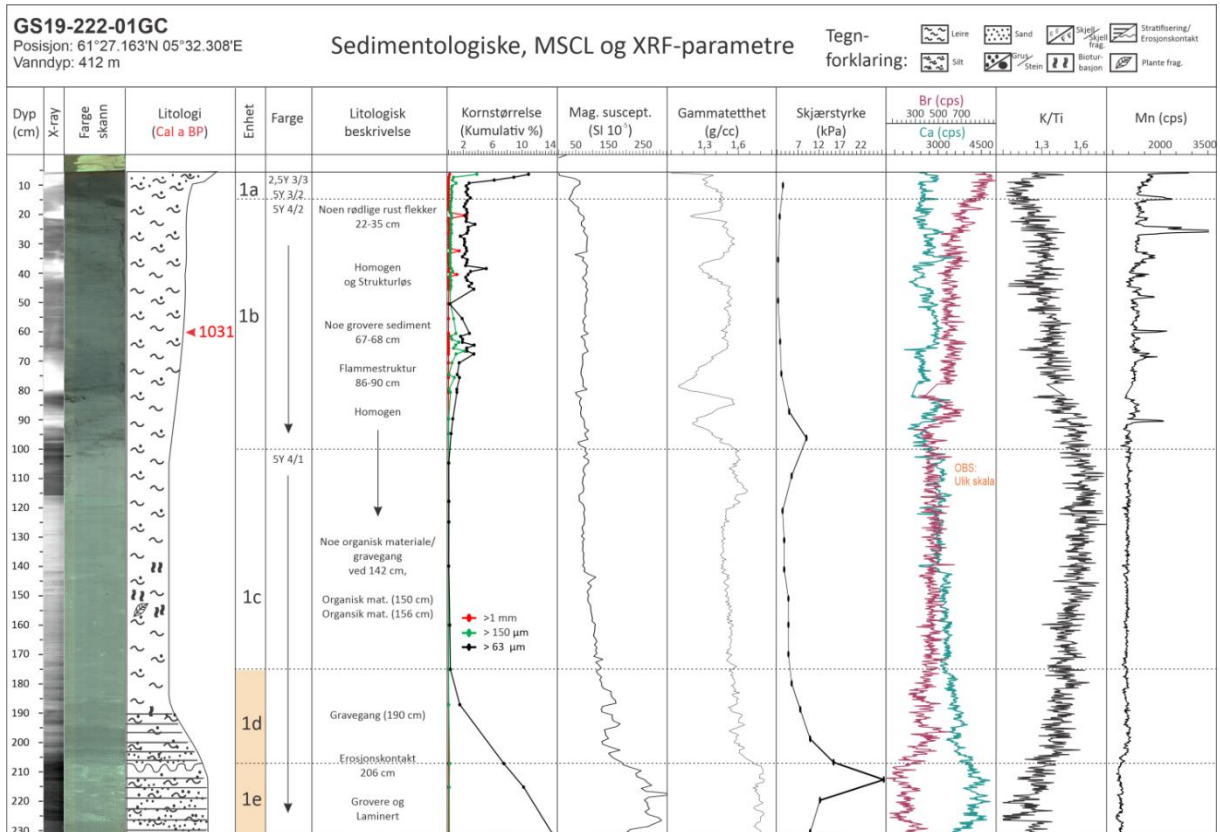 GS19-222-01GC
Posisjon: 61°27.163'N 05°32.308'E
Vanndyp: 412 m
Sedimentologiske, MSCL og XRF-parametre
Tegn-
forklaring:
Leire
Sand
Skjell/
Skjell
frag.
Stratifisering/
Erosjonskontakt
Silt
Grus/
Stein
Biotur-
basjon
Plante frag.
Dyp
(cm)
X-ray
Farge
skann
Litologi
(Cal a BP)
Enhet
Farge
Litologisk
beskrivelse
Kornstørrelse
(Kumulativ %)
2 6 10 14
Mag. suscept.
(SI 10⁻⁵)
50 150 250
Gammatetthet
(g/cc)
1,3 1,6
Skjærstyrke
(kPa)
7 12 17 22
Br (cps)
300 500 700
Ca (cps)
3000 4500
K/Ti
1,3 1,6
Mn (cps)
2000 3500
10
20
30
40
50
60
70
80
90
100
110
120
130
140
150
160
170
180
190
200
210
220
230
1031
1a
1b
1c
1d
1e
2,5Y 3/3
5Y 3/2
5Y 4/2
5Y 4/1
Noen rødlige rust flekker
22-35 cm
Homogen
og Strukturløs
Noe grovere sediment
67-68 cm
Flammestruktur
86-90 cm
Homogen
Noe organisk materiale/
gravegang
ved 142 cm,
Organisk mat. (150 cm)
Organsik mat. (156 cm)
Gravegang (190 cm)
Erosjonskontakt
206 cm
Grovere og
Laminert
>1 mm
> 150 µm
> 63 µm
OBS:
Ulik skala